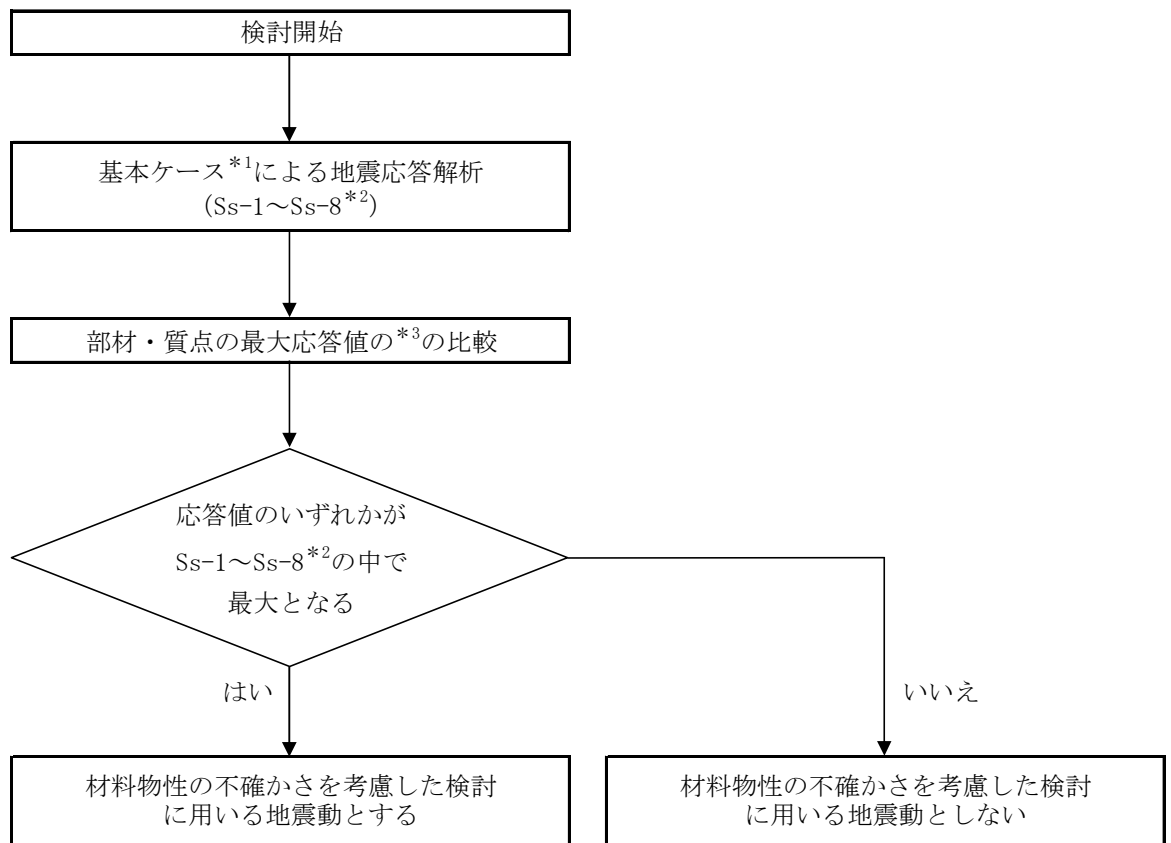 検討開始
基本ケース*1による地震応答解析
(Ss-1～Ss-8*2)
部材・質点の最大応答値の*3の比較
応答値のいずれかが
Ss-1～Ss-8*2の中で
最大となる
はい
いいえ
材料物性の不確かさを考慮した検討
に用いる地震動とする
材料物性の不確かさを考慮した検討
に用いる地震動としない